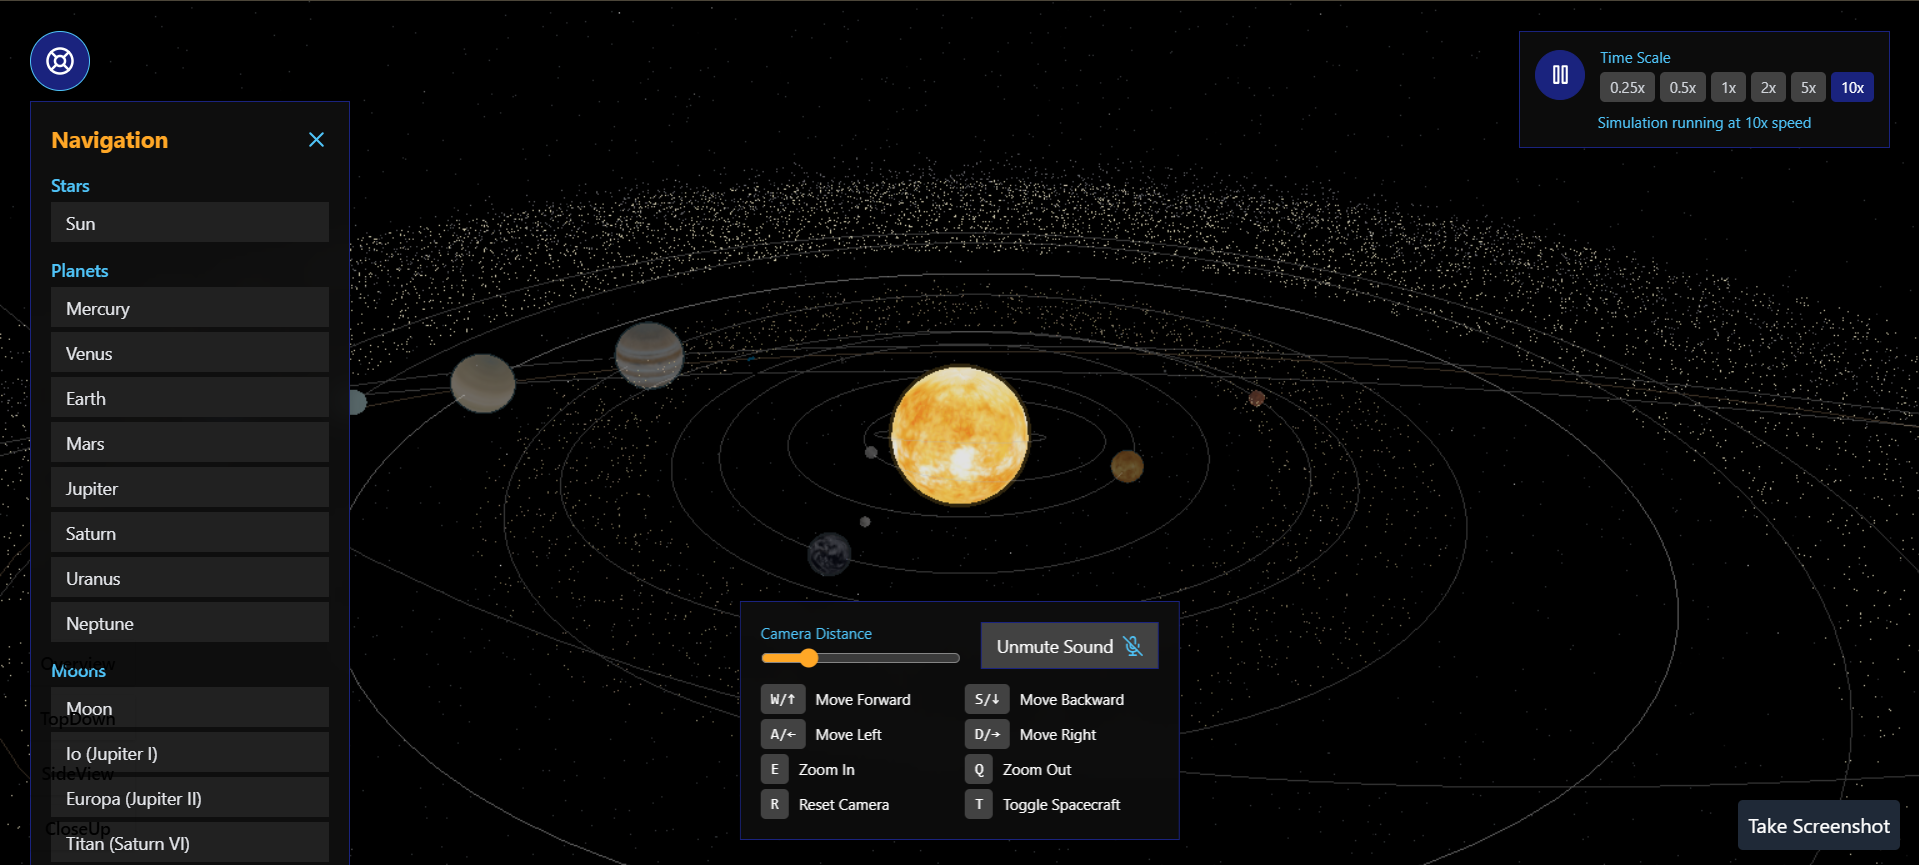 Navigation
Stars
Sun
Planets
Mercury
Venus
Earth
Mars
Jupiter
Saturn
Uranus
Neptune
Overview
Moons
Moon
TopDown
Io (Jupiter I)
SideView
Europa (Jupiter II)
CloseUp
Titan (Saturn VI)
Time Scale
0.25x 0.5x 1x 2x 5x 10x
Simulation running at 10x speed
Camera Distance
Unmute Sound
W/↑ Move Forward
S/↓ Move Backward
A/← Move Left
D/→ Move Right
E Zoom In
Q Zoom Out
R Reset Camera
T Toggle Spacecraft
Take Screenshot